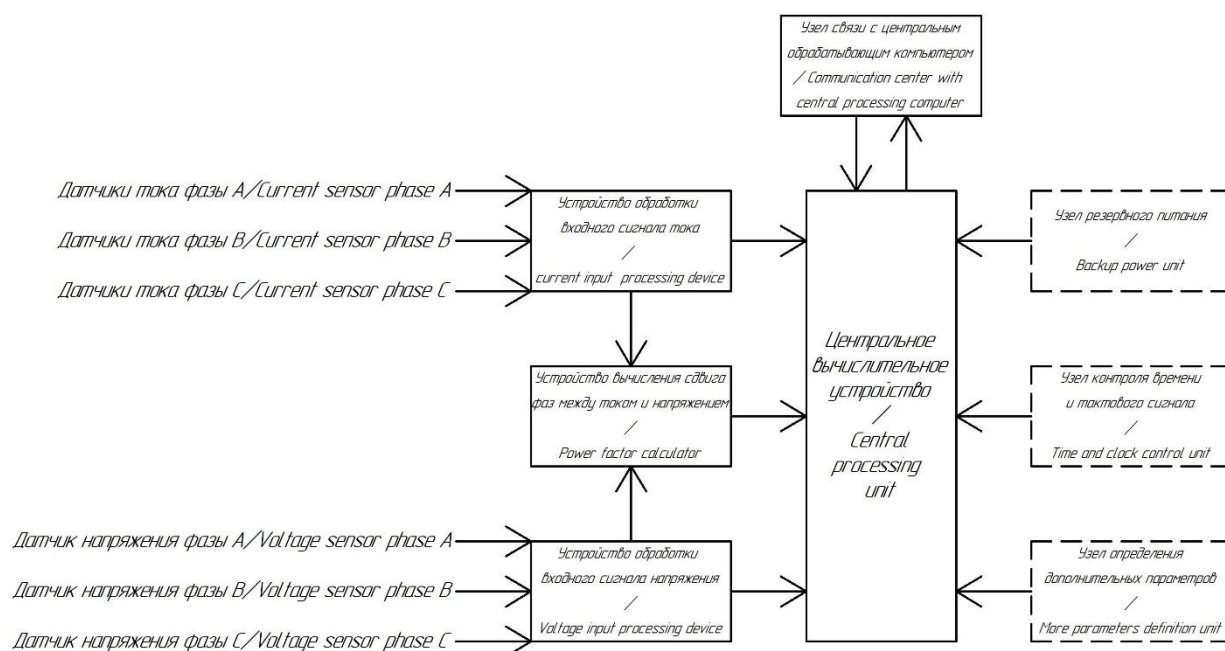 Узел связи с центральным
обрабатывающим компьютером
/ Communication center with
central processing computer
Датчики тока фазы A/Current sensor phase A
Датчики тока фазы B/Current sensor phase B
Датчики тока фазы C/Current sensor phase C
Устройство обработки
входного сигнала тока
/
current input processing device
Узел резервного питания
/
Backup power unit
Устройство вычисления сдвига
фаз между током и напряжением
/
Power factor calculator
Центральное
вычислительное
устройство
/
Central
processing
unit
Узел контроля времени
и тактового сигнала
/
Time and clock control unit
Датчик напряжения фазы A/Voltage sensor phase A
Датчик напряжения фазы B/Voltage sensor phase B
Датчик напряжения фазы C/Voltage sensor phase C
Устройство обработки
входного сигнала напряжения
/
Voltage input processing device
Узел определения
дополнительных параметров
/
More parameters definition unit